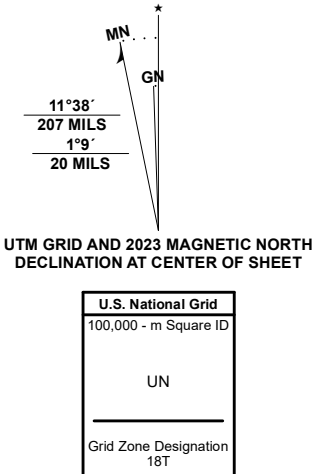 ★
MN
GN
11°38´
207 MILS
1°9´
20 MILS
UTM GRID AND 2023 MAGNETIC NORTH
DECLINATION AT CENTER OF SHEET
U.S. National Grid
100,000 - m Square ID
UN
Grid Zone Designation
18T